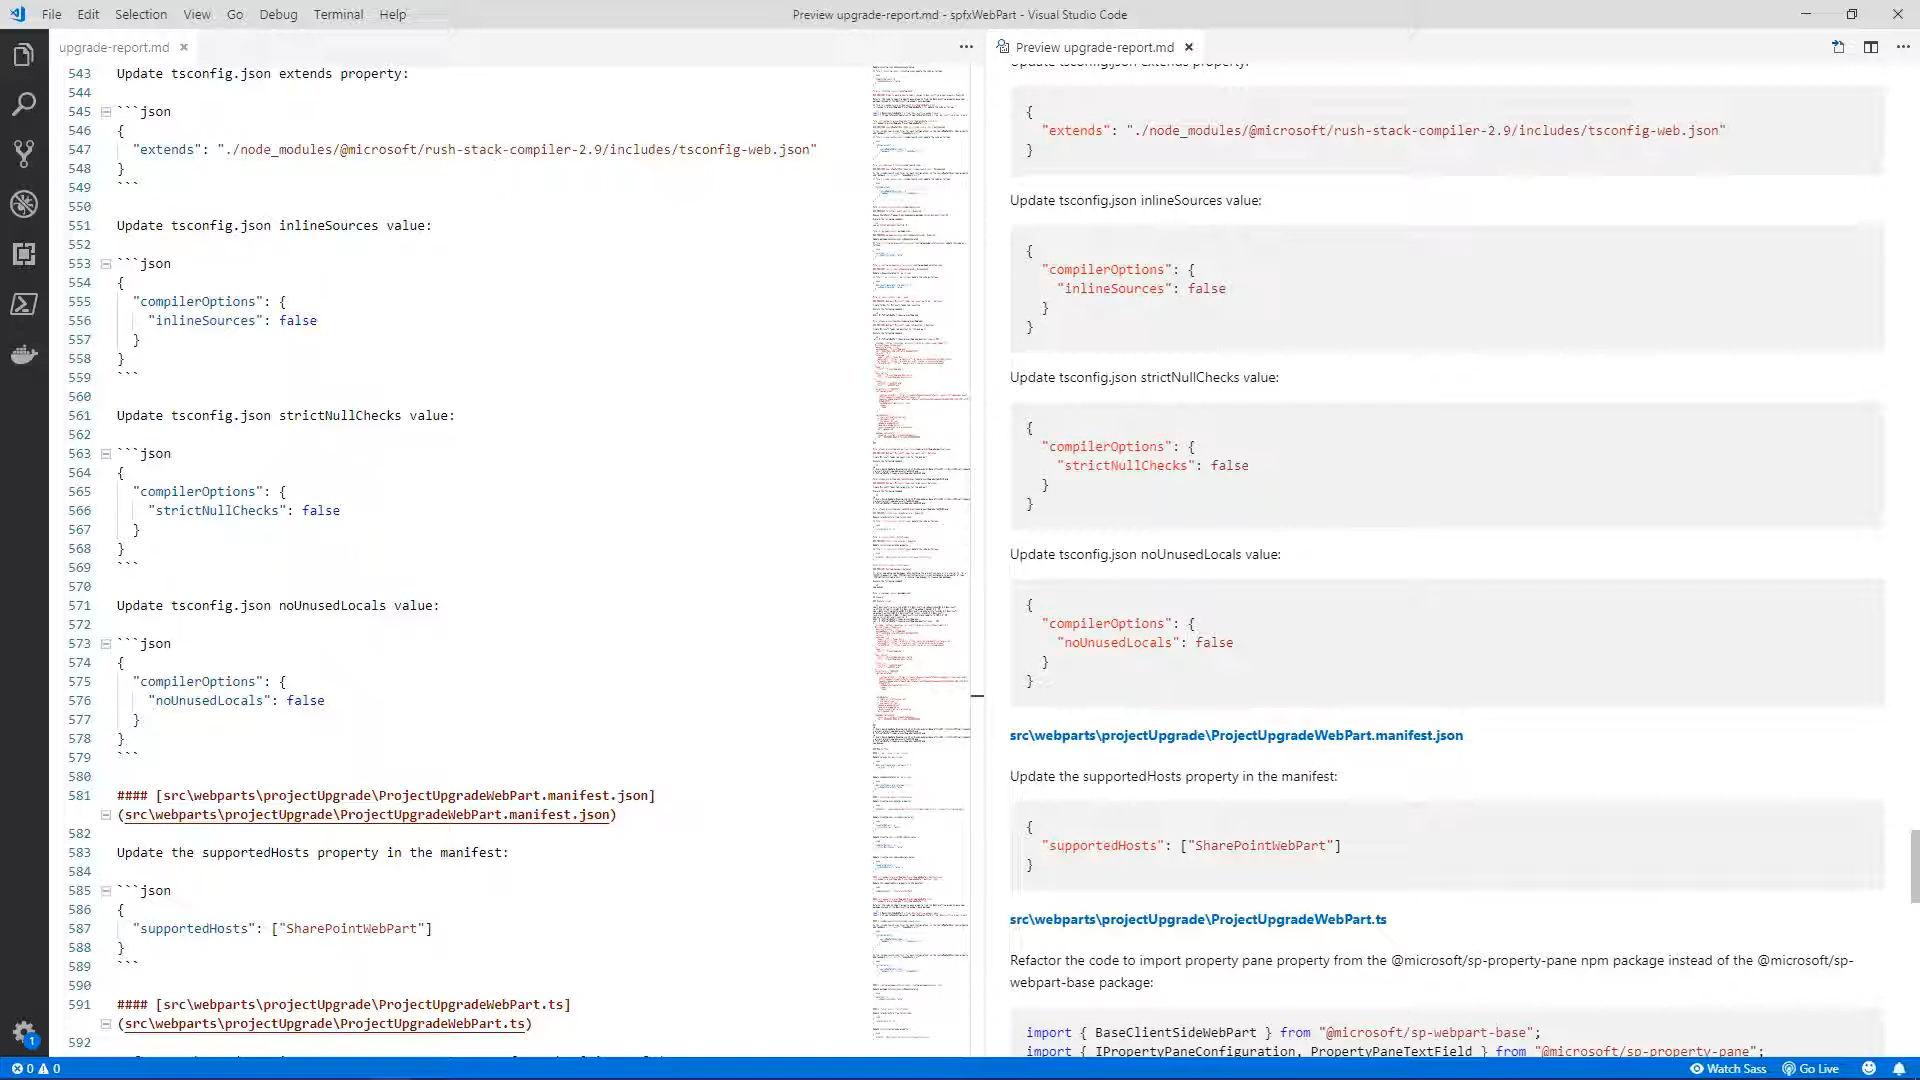 File Edit Selection View Go Debug Terminal Help
Preview upgrade-report.md - spfxWebPart - Visual Studio Code
upgrade-report.md
543 Update tsconfig.json extends property:
544
545 ```json
546 {
547 "extends": "./node_modules/@microsoft/rush-stack-compiler-2.9/includes/tsconfig-web.json"
548 }
549 ```
550
551 Update tsconfig.json inlineSources value:
552
553 ```json
554 {
555 "compilerOptions": {
556 "inlineSources": false
557 }
558 }
559 ```
560
561 Update tsconfig.json strictNullChecks value:
562
563 ```json
564 {
565 "compilerOptions": {
566 "strictNullChecks": false
567 }
568 }
569 ```
570
571 Update tsconfig.json noUnusedLocals value:
572
573 ```json
574 {
575 "compilerOptions": {
576 "noUnusedLocals": false
577 }
578 }
579 ```
580
581 #### [src\webparts\projectUpgrade\ProjectUpgradeWebPart.manifest.json]
(src\webparts\projectUpgrade\ProjectUpgradeWebPart.manifest.json)
582
583 Update the supportedHosts property in the manifest:
584
585 ```json
586 {
587 "supportedHosts": ["SharePointWebPart"]
588 }
589 ```
590
591 #### [src\webparts\projectUpgrade\ProjectUpgradeWebPart.ts]
(src\webparts\projectUpgrade\ProjectUpgradeWebPart.ts)
592
Preview upgrade-report.md
Update tsconfig.json extends property:
{
"extends": "./node_modules/@microsoft/rush-stack-compiler-2.9/includes/tsconfig-web.json"
}
Update tsconfig.json inlineSources value:
{
"compilerOptions": {
"inlineSources": false
}
}
Update tsconfig.json strictNullChecks value:
{
"compilerOptions": {
"strictNullChecks": false
}
}
Update tsconfig.json noUnusedLocals value:
{
"compilerOptions": {
"noUnusedLocals": false
}
}
src\webparts\projectUpgrade\ProjectUpgradeWebPart.manifest.json
Update the supportedHosts property in the manifest:
{
"supportedHosts": ["SharePointWebPart"]
}
src\webparts\projectUpgrade\ProjectUpgradeWebPart.ts
Refactor the code to import property pane property from the @microsoft/sp-property-pane npm package instead of the @microsoft/sp-
webpart-base package:
import { BaseClientSideWebPart } from "@microsoft/sp-webpart-base";
import { IPropertyPaneConfiguration, PropertyPaneTextField } from "@microsoft/sp-property-pane";
1
0 0
Watch Sass Go Live